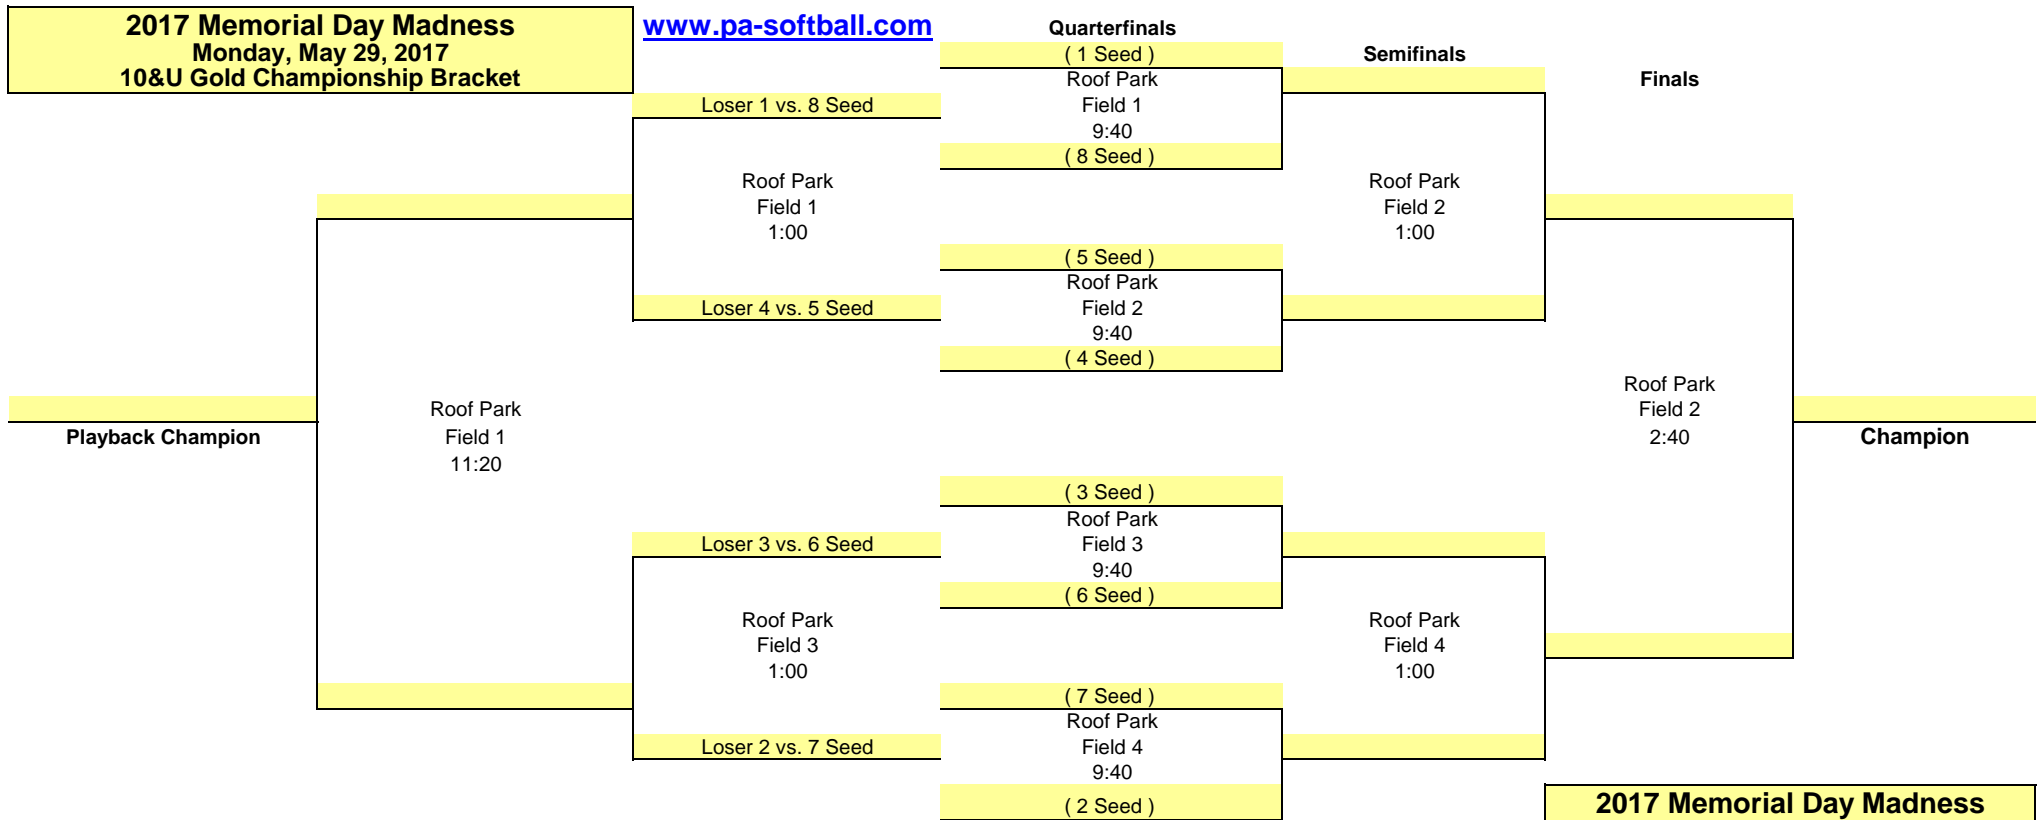 2017 Memorial Day Madness
Monday, May 29, 2017
10&U Gold Championship Bracket
www.pa-softball.com
Quarterfinals
Semifinals
Finals
( 1 Seed )
Roof Park
Field 1
9:40
( 8 Seed )
Loser 1 vs. 8 Seed
Roof Park
Field 1
1:00
Loser 4 vs. 5 Seed
( 5 Seed )
Roof Park
Field 2
9:40
( 4 Seed )
Roof Park
Field 2
1:00
Roof Park
Field 1
11:20
Playback Champion
Roof Park
Field 2
2:40
Champion
( 3 Seed )
Roof Park
Field 3
9:40
( 6 Seed )
Loser 3 vs. 6 Seed
Roof Park
Field 3
1:00
Loser 2 vs. 7 Seed
( 7 Seed )
Roof Park
Field 4
9:40
( 2 Seed )
Roof Park
Field 4
1:00
2017 Memorial Day Madness